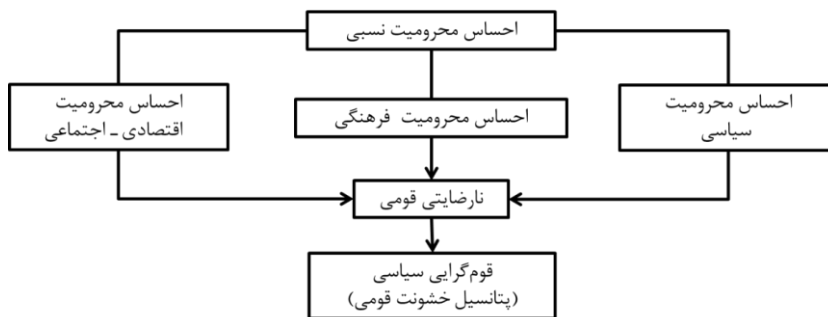 احساس محرومیت نسبی
احساس محرومیت
سیاسی
احساس محرومیت فرهنگی
احساس محرومیت
اقتصادی ـ اجتماعی
نارضایتی قومی
قوم‌گرایی سیاسی
(پتانسیل خشونت قومی)